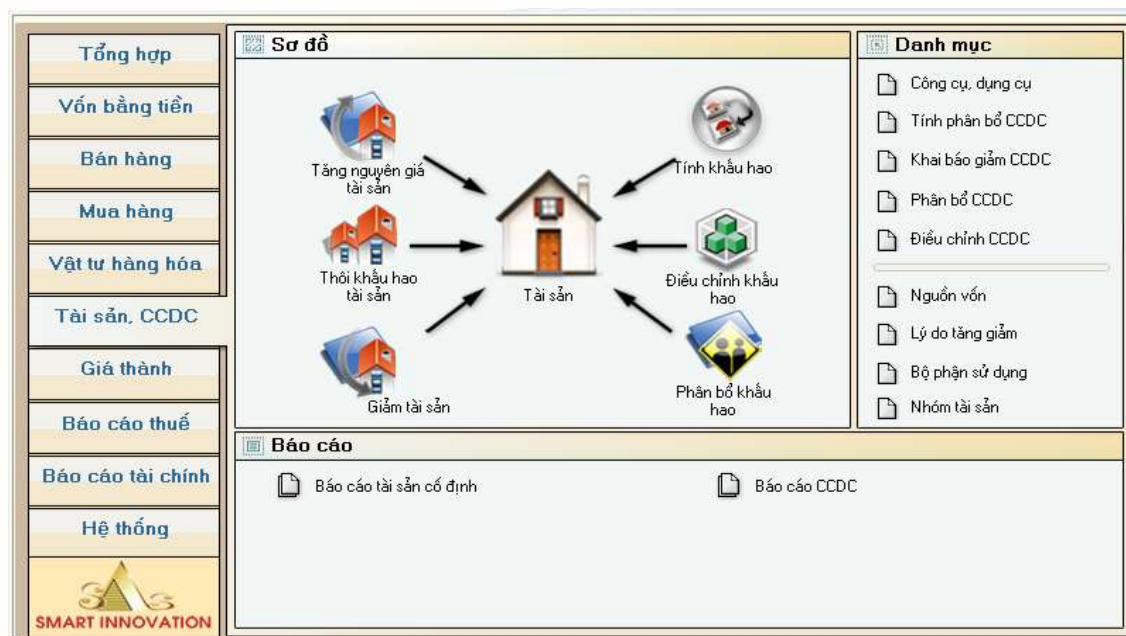 Tổng hợp
Vốn bằng tiền
Bán hàng
Mua hàng
Vật tư hàng hóa
Tài sản, CCDC
Giá thành
Báo cáo thuế
Báo cáo tài chính
Hệ thống
SMART INNOVATION
Sơ đồ
Tăng nguyên giá
tài sản
Tính khấu hao
Thôi khấu hao
tài sản
Tài sản
Điều chỉnh khấu
hao
Giảm tài sản
Phân bổ khấu
hao
Danh mục
Công cụ, dụng cụ
Tính phân bổ CCDC
Khai báo giảm CCDC
Phân bổ CCDC
Điều chỉnh CCDC
Nguồn vốn
Lý do tăng giảm
Bộ phận sử dụng
Nhóm tài sản
Báo cáo
Báo cáo tài sản cố định
Báo cáo CCDC